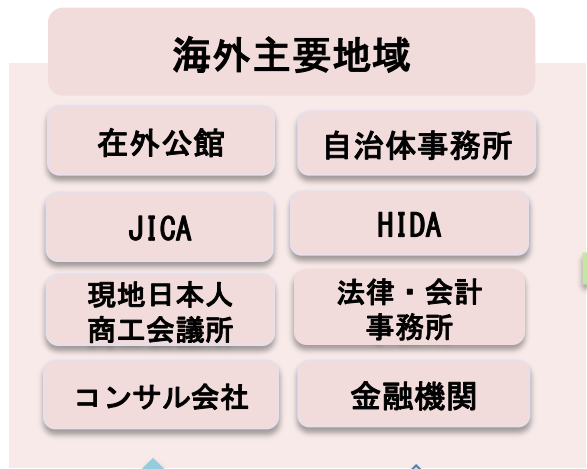 海外主要地域
在外公館
自治体事務所
JICA
HIDA
現地日本人
商工会議所
法律・会計
事務所
コンサル会社
金融機関